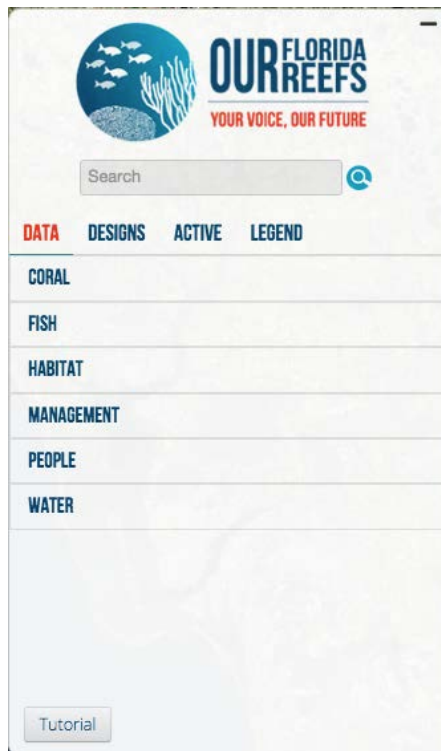 OUR FLORIDA REEFS
YOUR VOICE, OUR FUTURE
Search
DATA DESIGNS ACTIVE LEGEND
CORAL
FISH
HABITAT
MANAGEMENT
PEOPLE
WATER
Tutorial